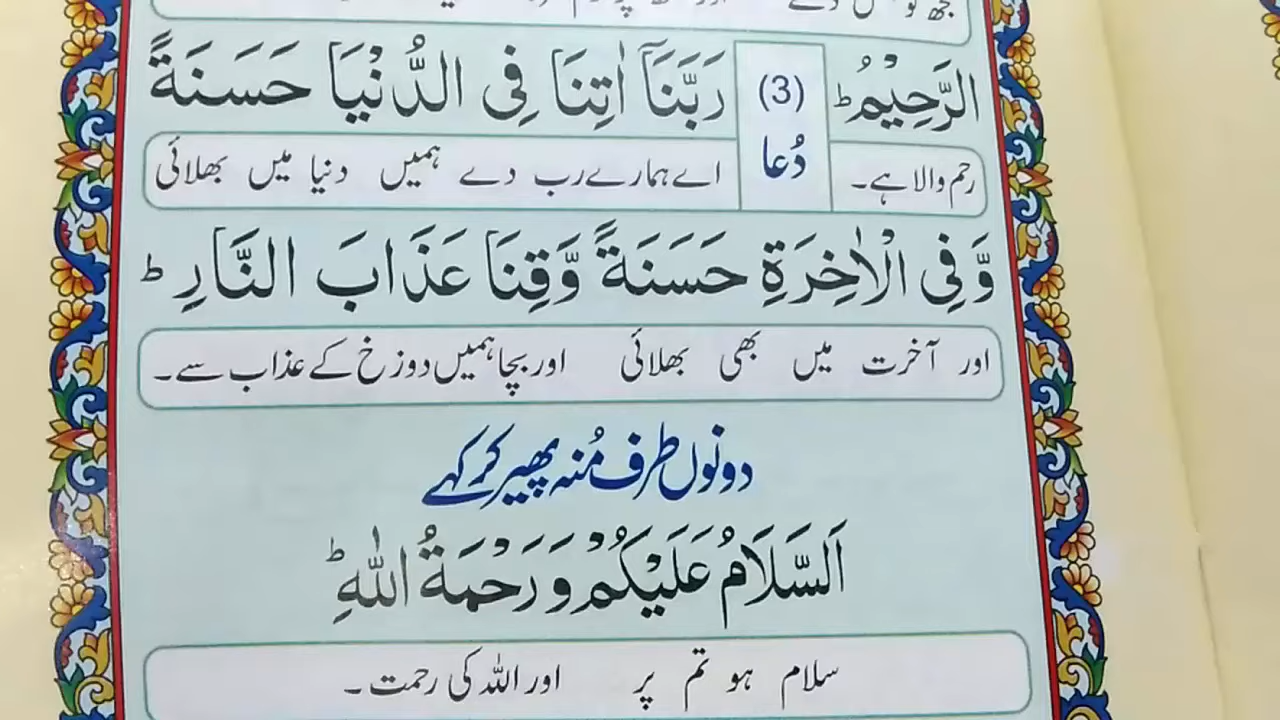 الرَّحِیْمُ ؕ (3) رَبَّنَاۤ اٰتِنَا فِی الدُّنْیَا حَسَنَةً
رحم والا ہے۔ دُعا اے ہمارے رب دے ہمیں دنیا میں بھلائی
وَّفِی الْاٰخِرَةِ حَسَنَةً وَّقِنَا عَذَابَ النَّارِ ؕ
اور آخرت میں بھی بھلائی اور بچا ہمیں دوزخ کے عذاب سے۔
دونوں طرف مُنہ پھیر کر کہے
اَلسَّلَامُ عَلَیْكُمْ وَرَحْمَةُ اللّٰهِ ؕ
سلام ہو تم پر اور اللہ کی رحمت۔